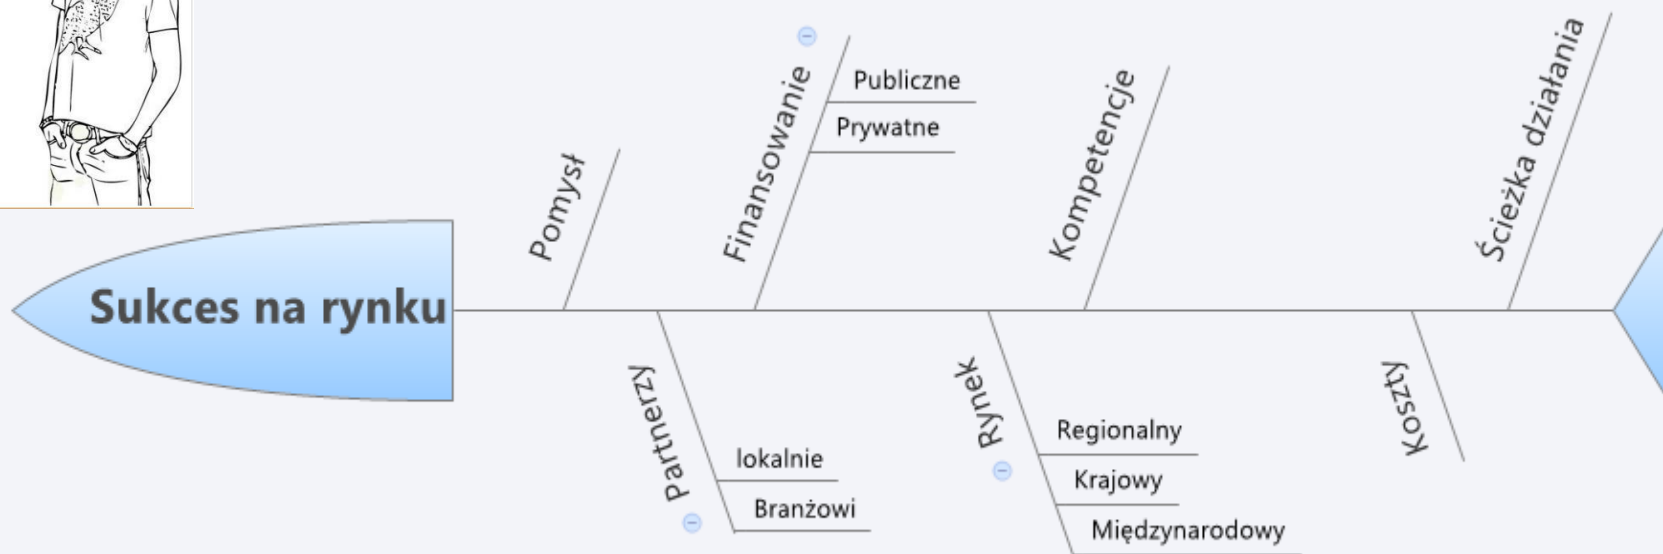 Sukces na rynku
Pomysł
Finansowanie
Publiczne
Prywatne
Kompetencje
Ścieżka działania
Partnerzy
lokalnie
Branżowi
Rynek
Regionalny
Krajowy
Międzynarodowy
Koszty